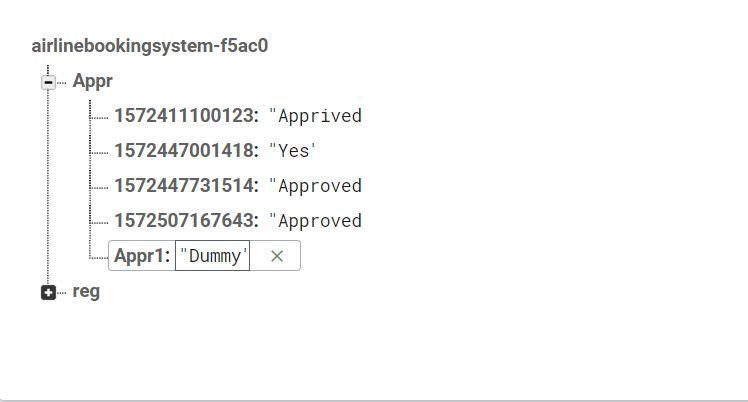 airlinebookingsystem-f5ac0
Appr
1572411100123: "Apprived
1572447001418: "Yes'
1572447731514: "Approved
1572507167643: "Approved
Appr1: "Dummy'
reg